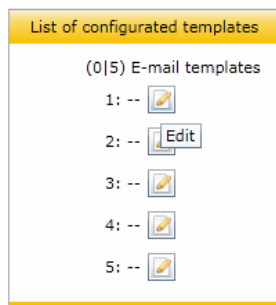 List of configurated templates
(0|5) E-mail templates
1: --
2: --
Edit
3: --
4: --
5: --